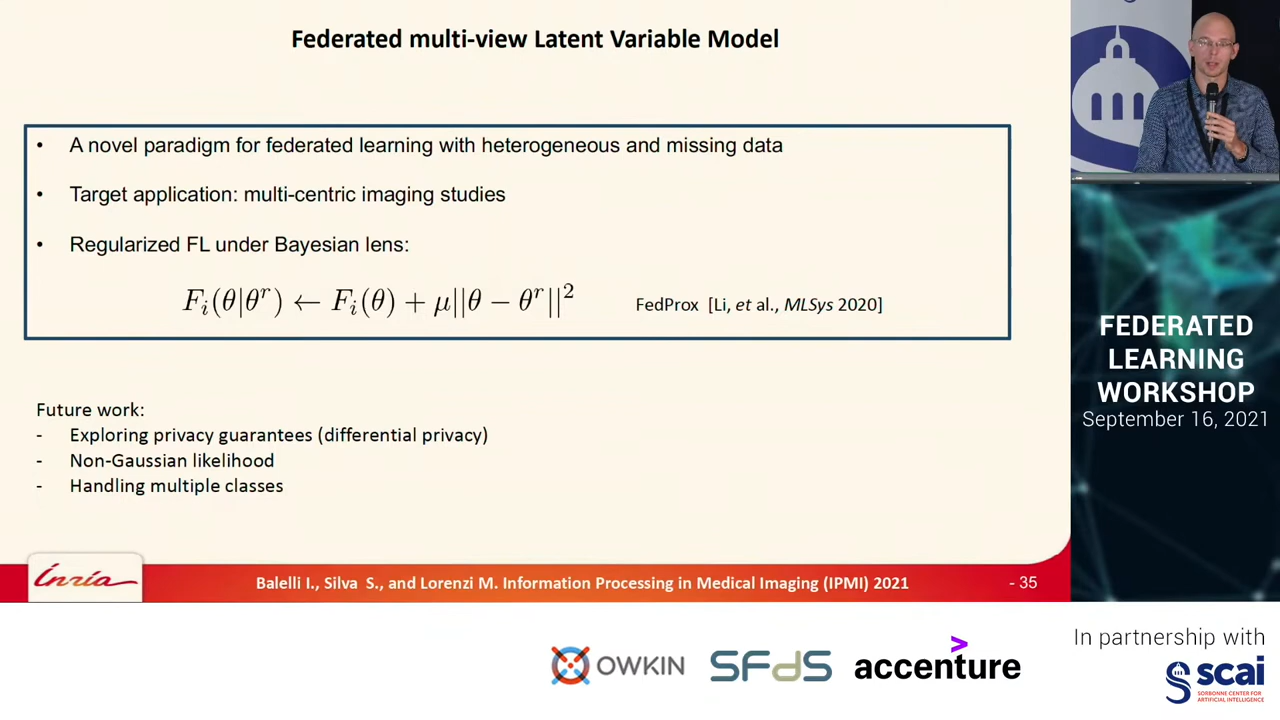 Federated multi-view Latent Variable Model
• A novel paradigm for federated learning with heterogeneous and missing data
• Target application: multi-centric imaging studies
• Regularized FL under Bayesian lens:
F_i(θ|θ^r) ← F_i(θ) + μ||θ − θ^r||^2
FedProx [Li, et al., MLSys 2020]
Future work:
- Exploring privacy guarantees (differential privacy)
- Non-Gaussian likelihood
- Handling multiple classes
Inria
Balelli I., Silva S., and Lorenzi M. Information Processing in Medical Imaging (IPMI) 2021
- 35
FEDERATED
LEARNING
WORKSHOP
September 16, 2021
In partnership with
OWKIN
SFdS
accenture
scai
SORBONNE CENTER FOR
ARTIFICIAL INTELLIGENCE